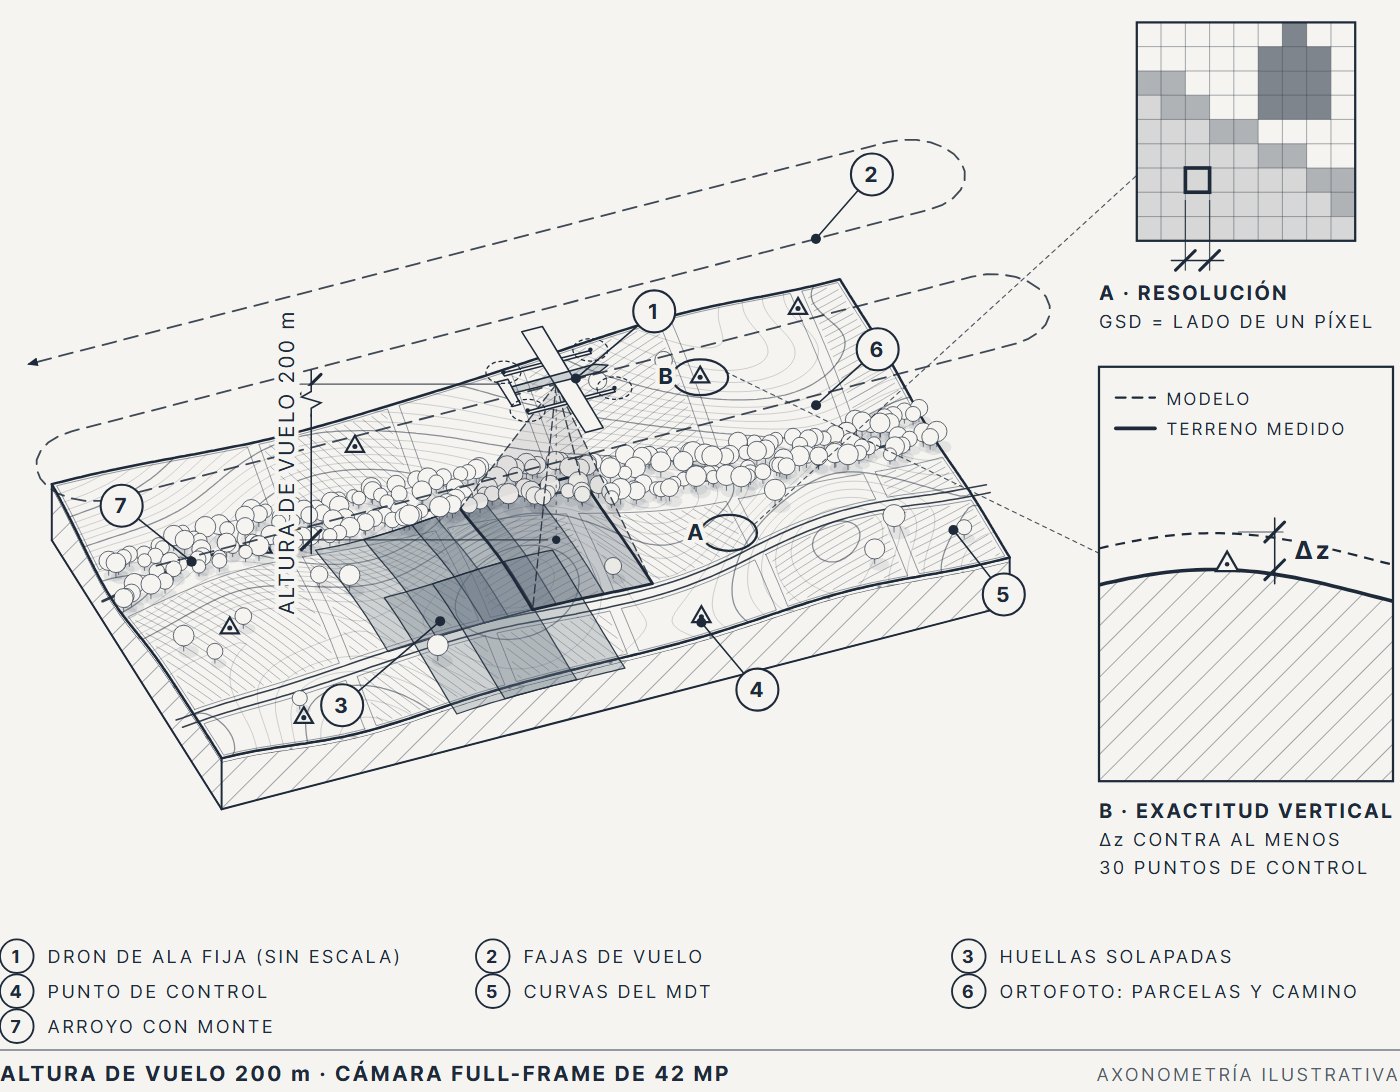 2
1
6
B
ALTURA DE VUELO 200 m
7
A
5
4
3
A · RESOLUCIÓN
GSD = LADO DE UN PÍXEL
MODELO
TERRENO MEDIDO
Δz
B · EXACTITUD VERTICAL
Δz CONTRA AL MENOS
30 PUNTOS DE CONTROL
1 DRON DE ALA FIJA (SIN ESCALA)
2 FAJAS DE VUELO
3 HUELLAS SOLAPADAS
4 PUNTO DE CONTROL
5 CURVAS DEL MDT
6 ORTOFOTO: PARCELAS Y CAMINO
7 ARROYO CON MONTE
ALTURA DE VUELO 200 m · CÁMARA FULL-FRAME DE 42 MP
AXONOMETRÍA ILUSTRATIVA